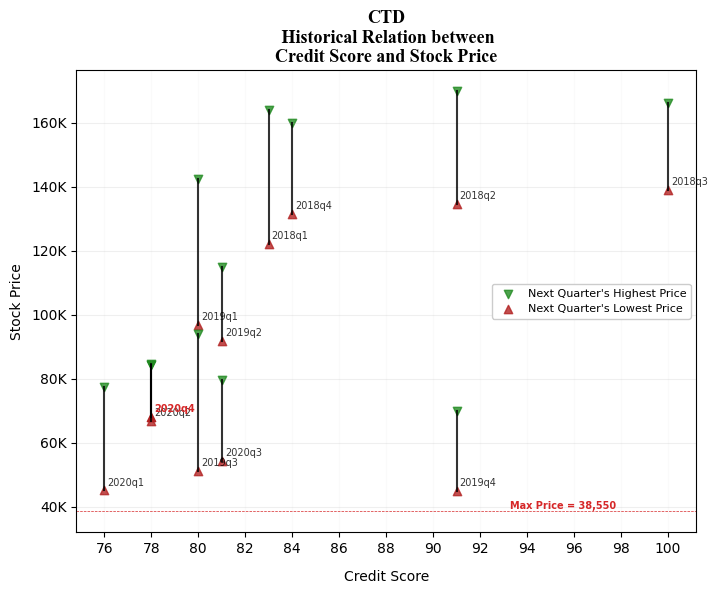 CTD
Historical Relation between
Credit Score and Stock Price
Stock Price
160K
140K
120K
100K
80K
60K
40K
2018q3
2018q2
2018q4
2018q1
2019q1
2019q2
2020q4
2020q2
2020q3
2019q3
2020q1
2019q4
Next Quarter's Highest Price
Next Quarter's Lowest Price
Max Price = 38,550
76 78 80 82 84 86 88 90 92 94 96 98 100
Credit Score